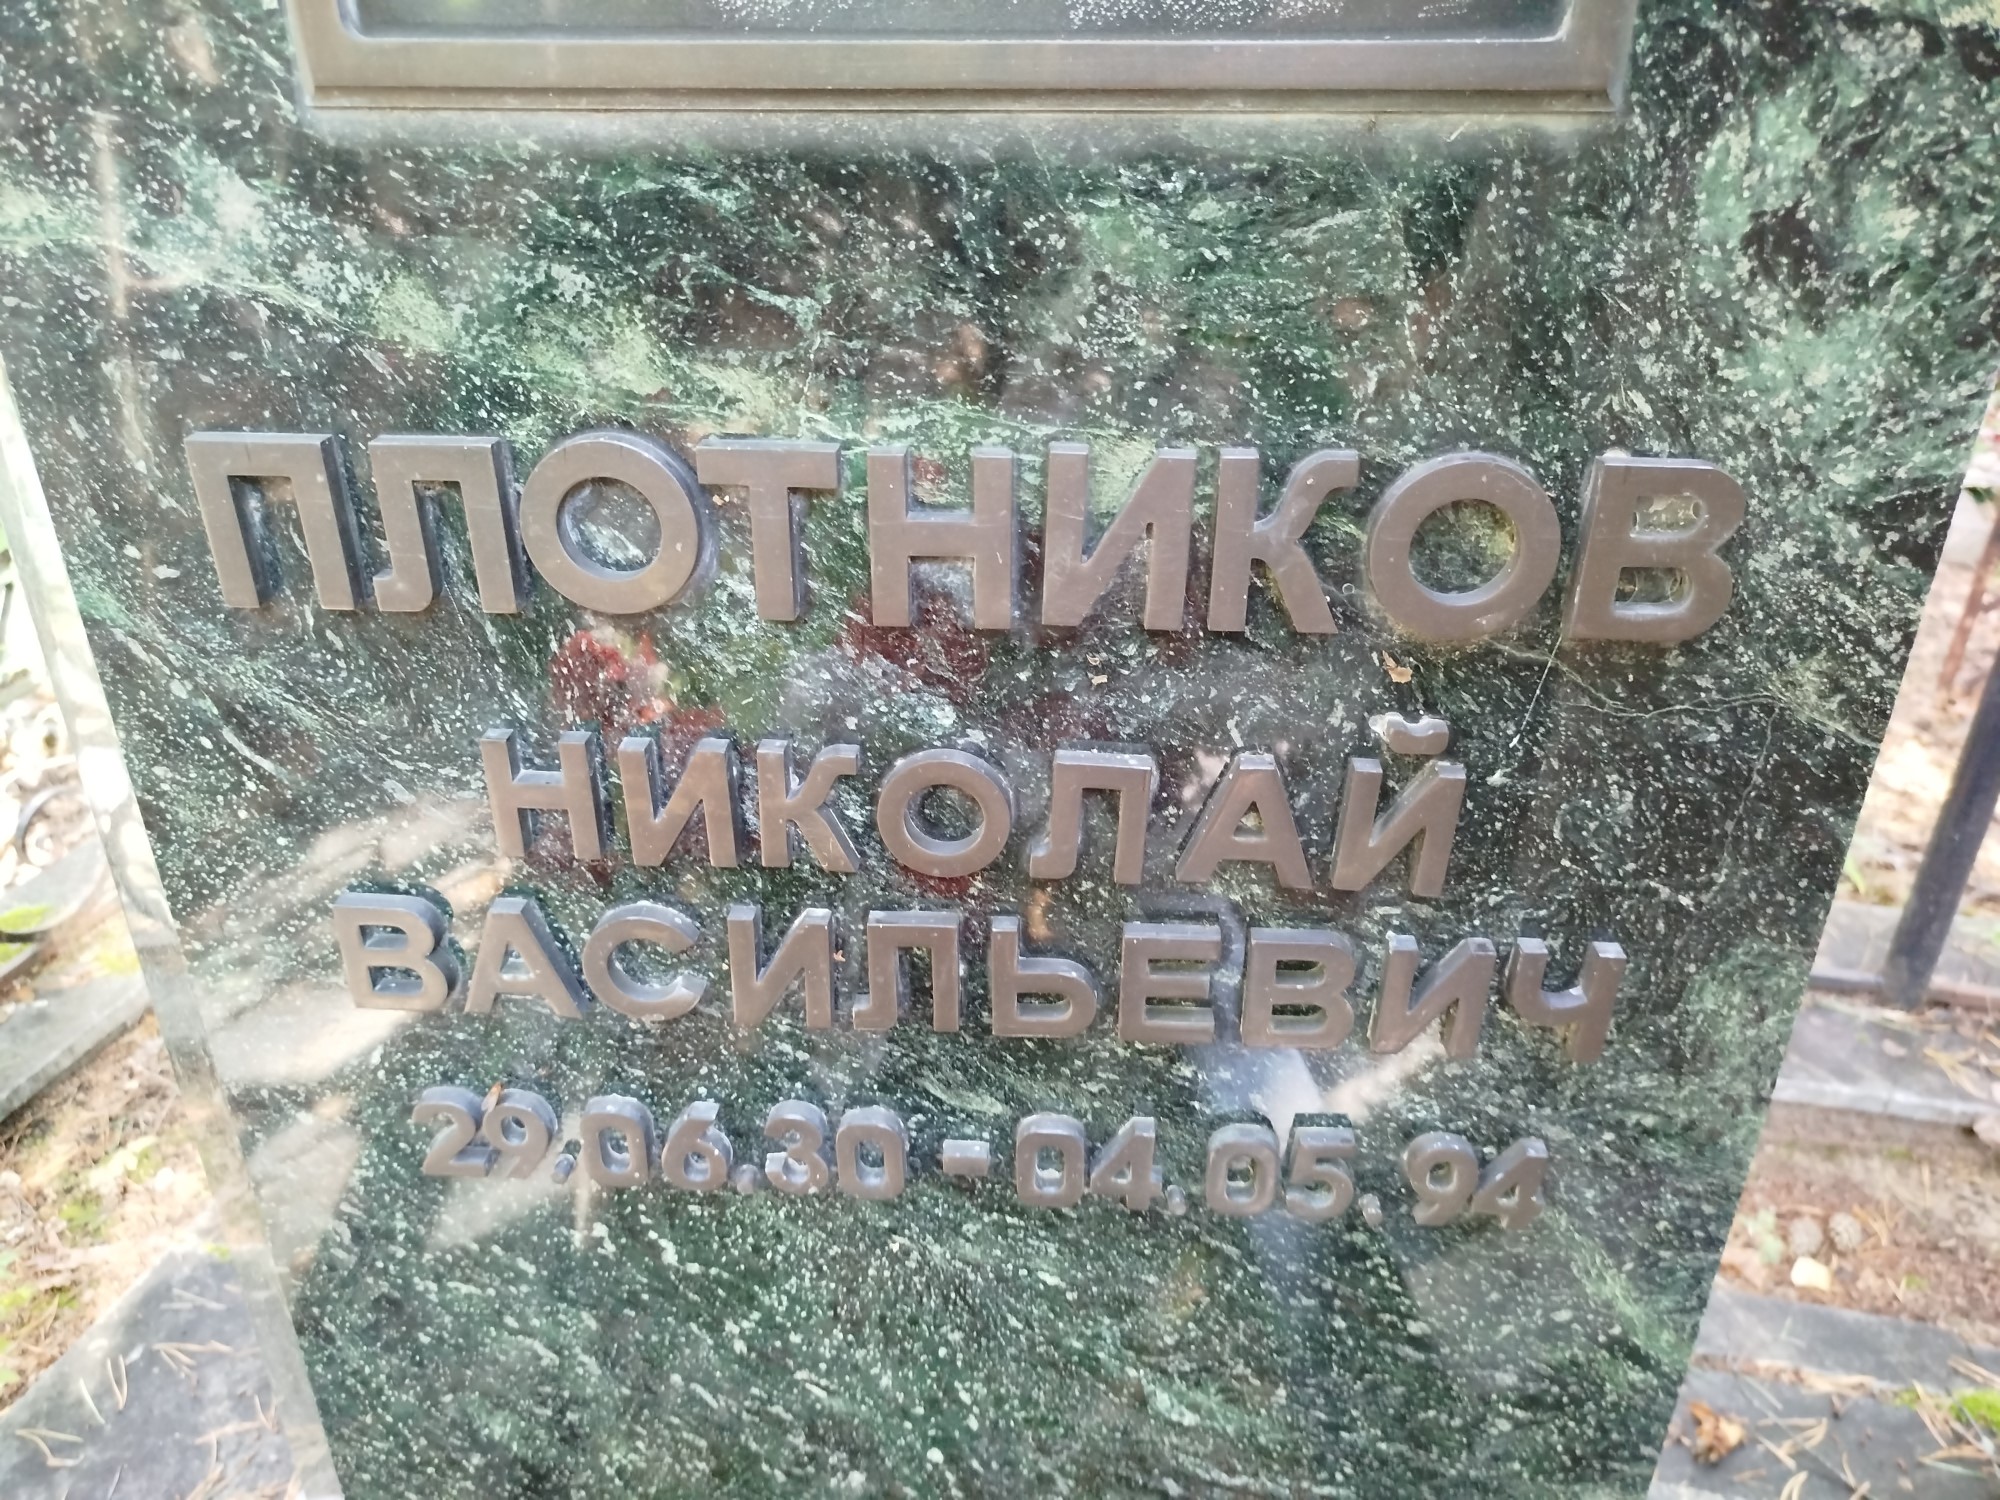 ПЛОТНИКОВ
НИКОЛАЙ
ВАСИЛЬЕВИЧ
29.06.30 - 04.05.94